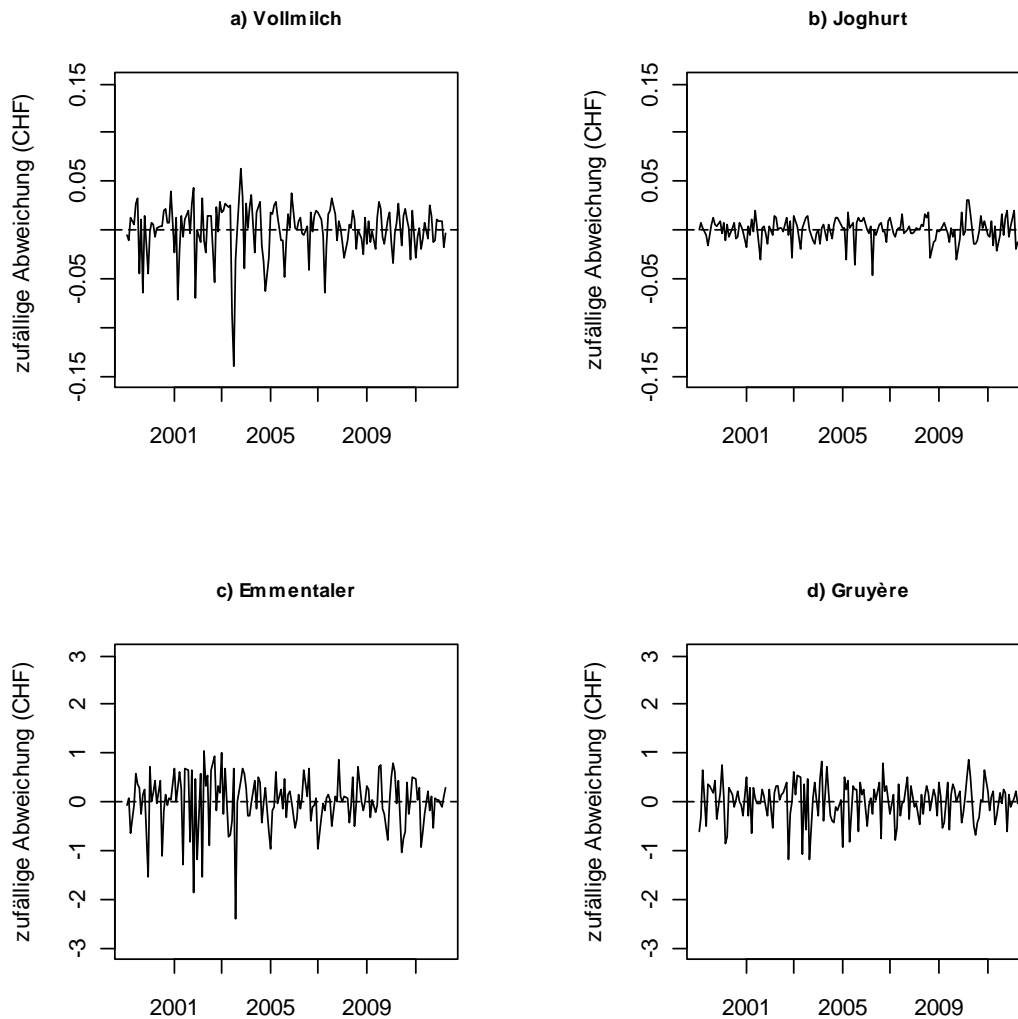 a) Vollmilch
zufällige Abweichung (CHF)
0.15
0.05
-0.05
-0.15
2001 2005 2009
b) Joghurt
zufällige Abweichung (CHF)
0.15
0.05
-0.05
-0.15
2001 2005 2009
c) Emmentaler
zufällige Abweichung (CHF)
3
2
1
0
-1
-2
-3
2001 2005 2009
d) Gruyère
zufällige Abweichung (CHF)
3
2
1
0
-1
-2
-3
2001 2005 2009